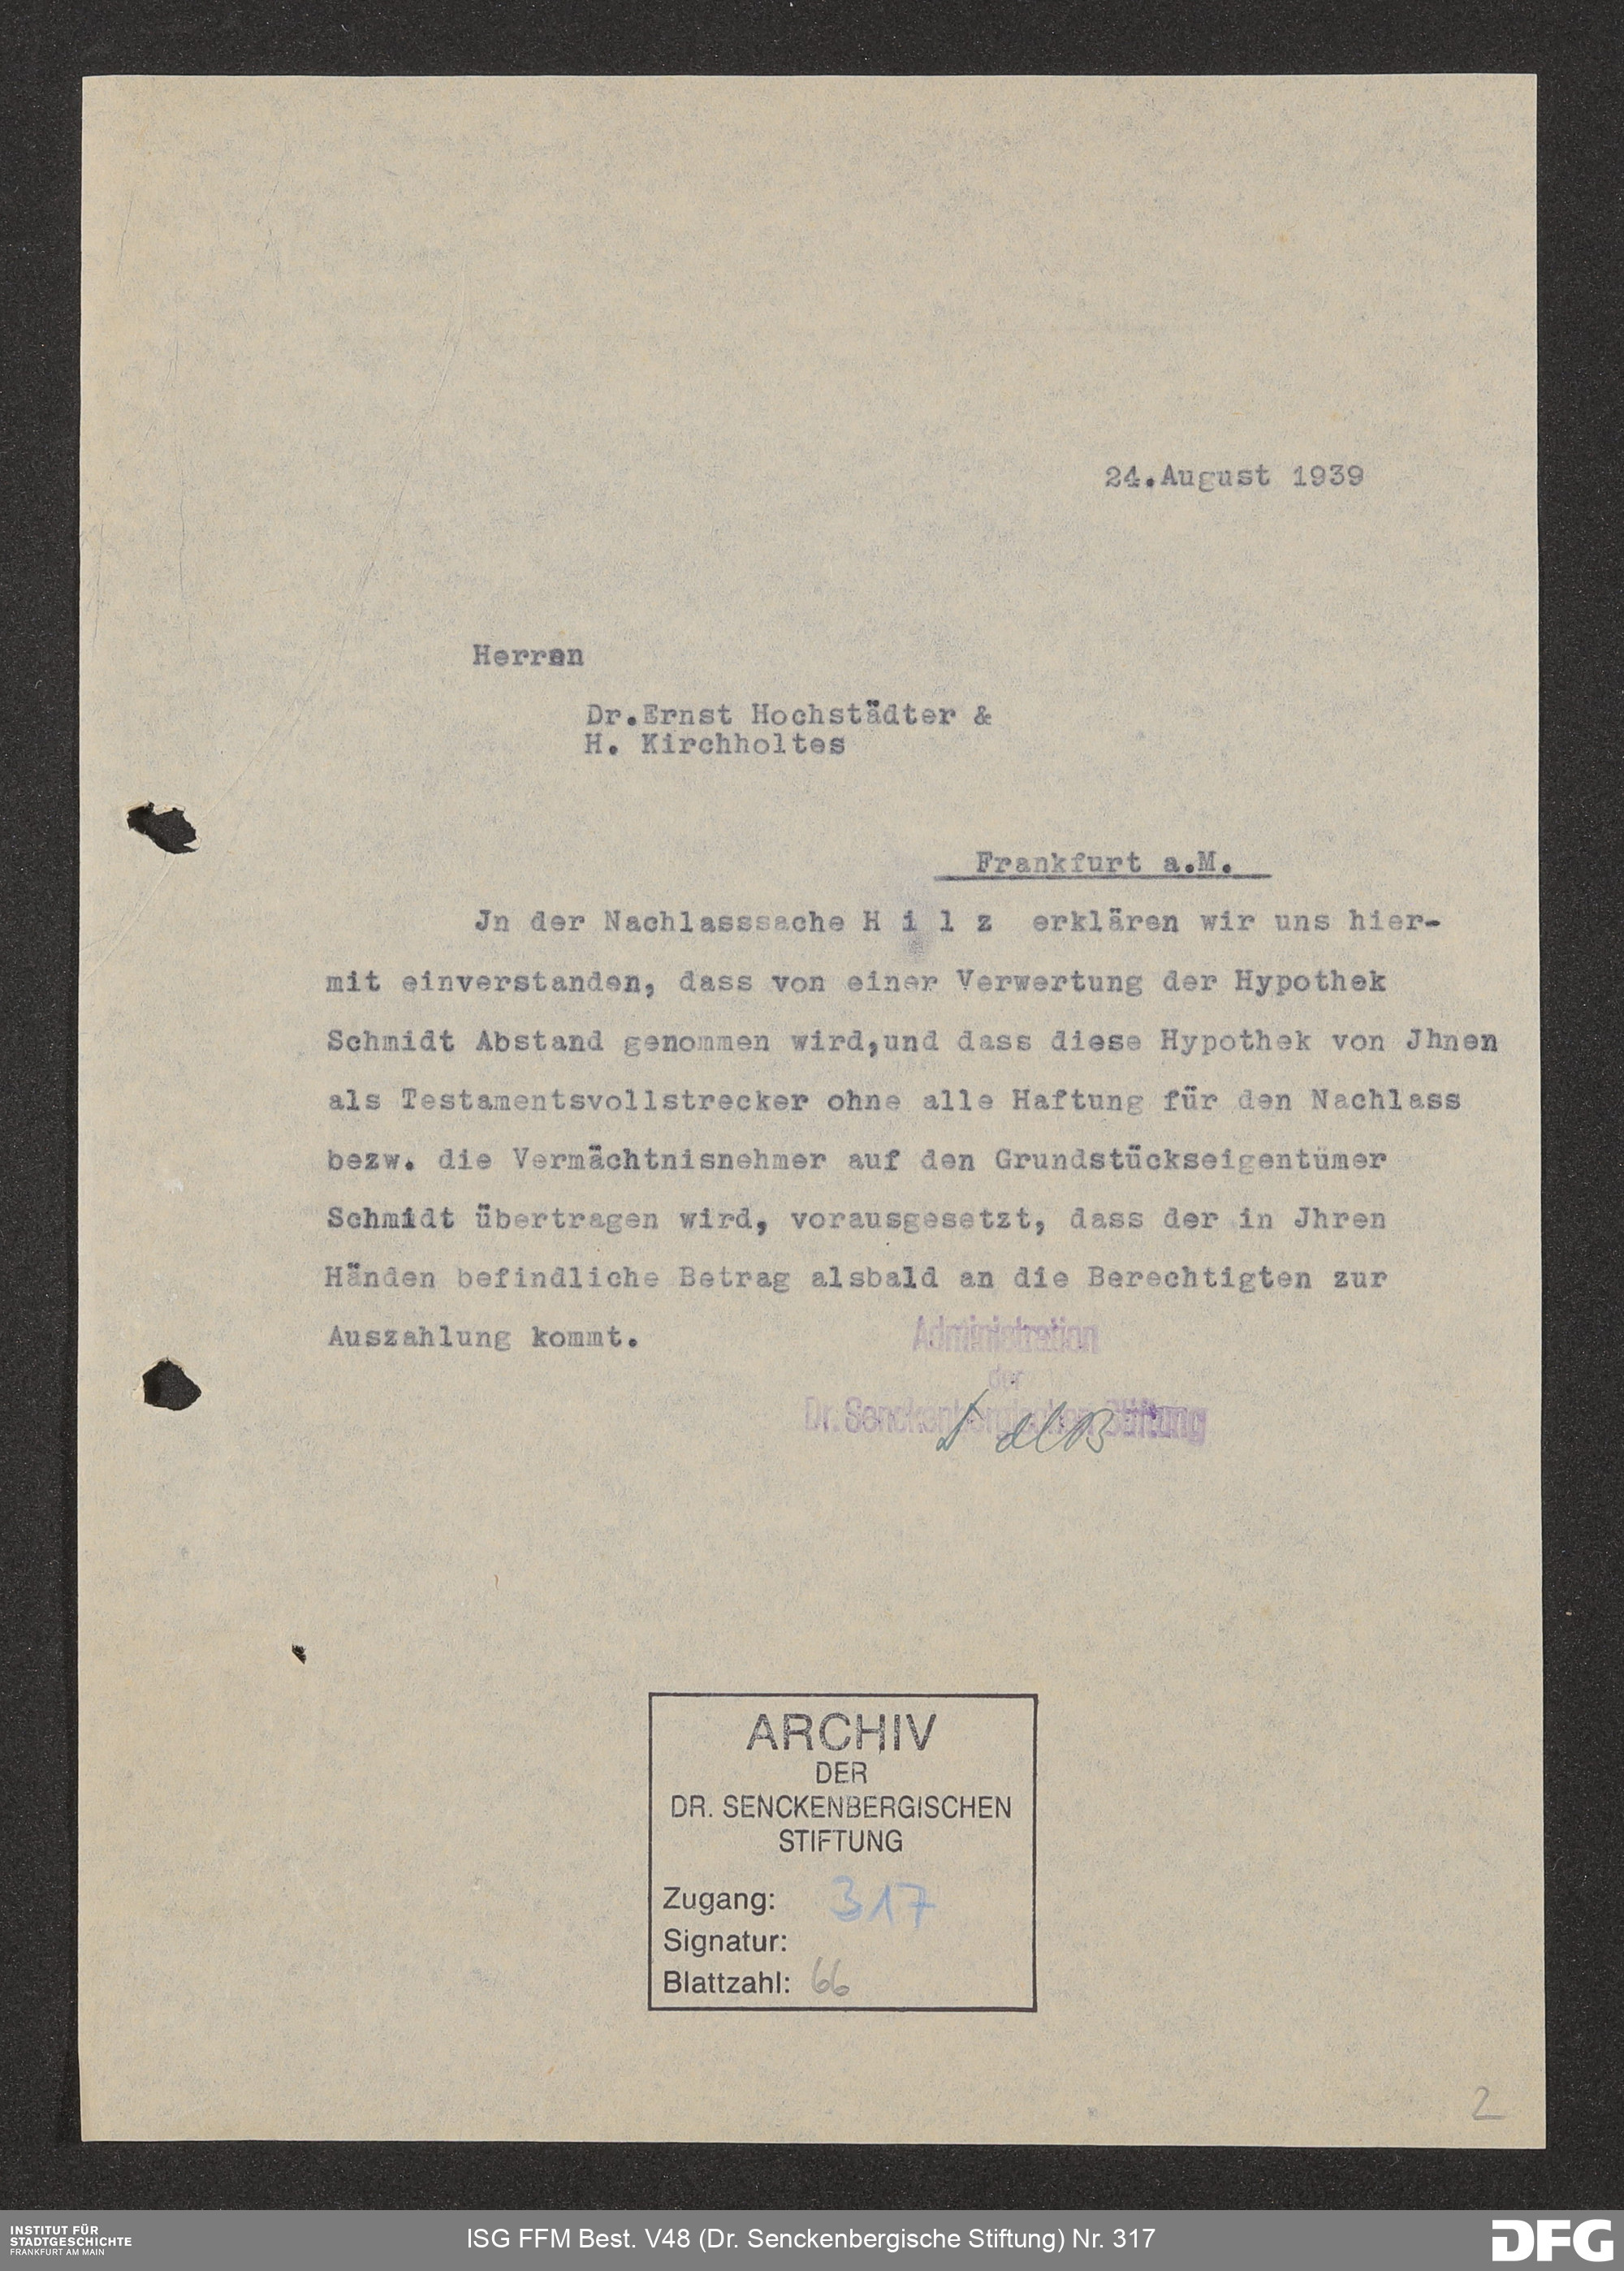 24.August 1939
Herren
Dr.Ernst Hochstädter &
H. Kirchholtes
Frankfurt a.M.
Jn der Nachlasssache H i l z erklären wir uns hier-
mit einverstanden, dass von einer Verwertung der Hypothek
Schmidt Abstand genommen wird,und dass diese Hypothek von Jhnen
als Testamentsvollstrecker ohne alle Haftung für den Nachlass
bezw. die Vermächtnisnehmer auf den Grundstückseigentümer
Schmidt übertragen wird, vorausgesetzt, dass der in Jhren
Händen befindliche Betrag alsbald an die Berechtigten zur
Auszahlung kommt.
Administration
der
Dr. Senckenbergischen Stiftung
ARCHIV
DER
DR. SENCKENBERGISCHEN
STIFTUNG
Zugang: 317
Signatur:
Blattzahl: 66
2
INSTITUT FÜR
STADTGESCHICHTE
FRANKFURT AM MAIN
ISG FFM Best. V48 (Dr. Senckenbergische Stiftung) Nr. 317
DFG